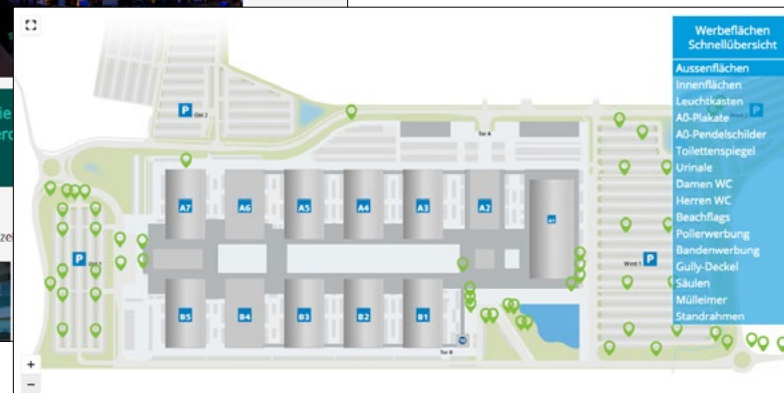 Werbeflächen
Schnellübersicht
Aussenflächen
Innenflächen
Leuchtkasten
A0-Plakate
A0-Pendelschilder
Toilettenspiegel
Urinale
Damen WC
Herren WC
Beachflags
Pollerwerbung
Bandenwerbung
Gully-Deckel
Säulen
Mülleimer
Standrahmen
P Ost 2
Tor A
A7
A6
A5
A4
A3
A2
A1
P
P
West 1 P
B5
B4
B3
B2
B1
Tor B
+
−